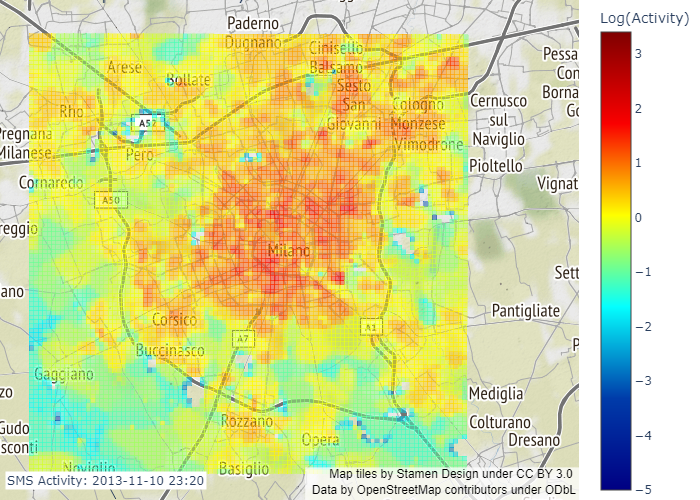 Log(Activity)
3
2
1
0
−1
−2
−3
−4
−5
Paderno
Dugnano
Cinisello
Balsamo
Arese
Bollate
Sesto
San
Giovanni
Cologno
Monzese
Vimodrone
Cernusco
sul
Naviglio
Pioltello
Pessa
Con
Borna
Go
Rho
A52
Pregnana
Milanese
Pero
Cornaredo
A50
Vignat
reggio
Milano
Sett
ano
Pantigliate
Corsico
A7
A1
Buccinasco
P
Gaggiano
zo
Mediglia
Rozzano
Colturano
Gudo
sconti
Opera
Dresano
Noviglio
Basiglio
SMS Activity: 2013-11-10 23:20
Map tiles by Stamen Design under CC BY 3.0
Data by OpenStreetMap contributors under ODbL